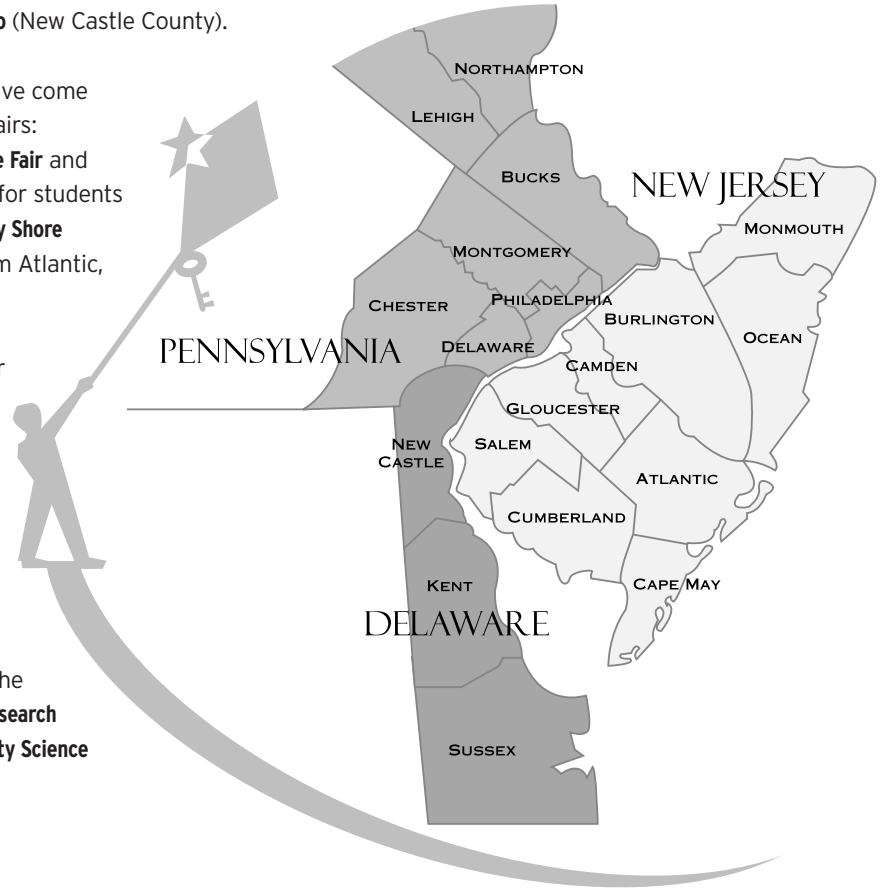 o (New Castle County).
ve come
airs:
e Fair and
for students
y Shore
m Atlantic,
r
he
search
ty Science
NORTHAMPTON
LEHIGH
BUCKS
NEW JERSEY
MONMOUTH
MONTGOMERY
CHESTER
PHILADELPHIA
BURLINGTON
OCEAN
PENNSYLVANIA
DELAWARE
CAMDEN
GLOUCESTER
NEW
CASTLE
SALEM
ATLANTIC
CUMBERLAND
KENT
CAPE MAY
DELAWARE
SUSSEX